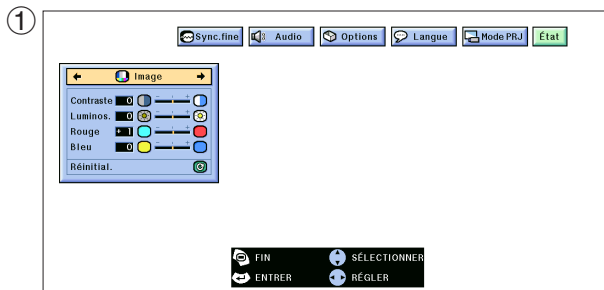 ①
Sync.fine Audio Options Langue Mode PRJ État
Image
Contraste 0
Luminos. 0
Rouge + 1
Bleu 0
Réinitial.
FIN SÉLECTIONNER
ENTRER RÉGLER